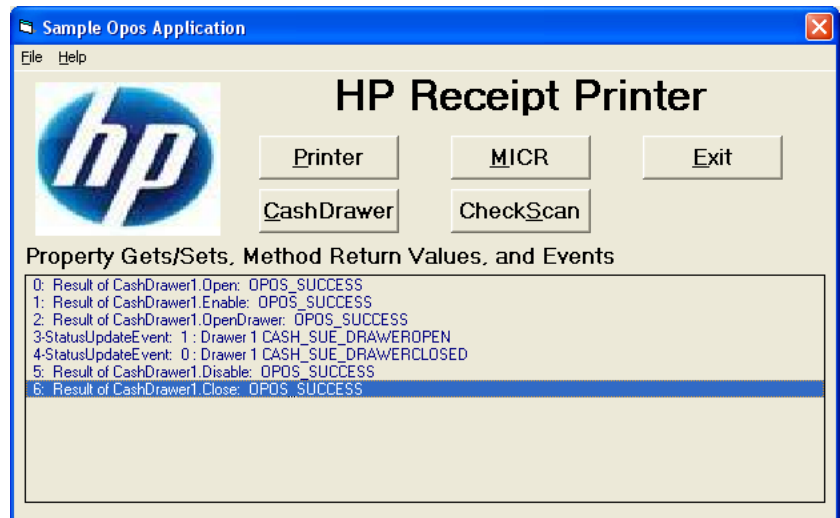 Sample Opos Application
File Help
hp
HP Receipt Printer
Printer MICR Exit
CashDrawer CheckScan
Property Gets/Sets, Method Return Values, and Events
0: Result of CashDrawer1.Open: OPOS_SUCCESS
1: Result of CashDrawer1.Enable: OPOS_SUCCESS
2: Result of CashDrawer1.OpenDrawer: OPOS_SUCCESS
3-StatusUpdateEvent: 1 : Drawer 1 CASH_SUE_DRAWEROPEN
4-StatusUpdateEvent: 0 : Drawer 1 CASH_SUE_DRAWERCLOSED
5: Result of CashDrawer1.Disable: OPOS_SUCCESS
6: Result of CashDrawer1.Close: OPOS_SUCCESS